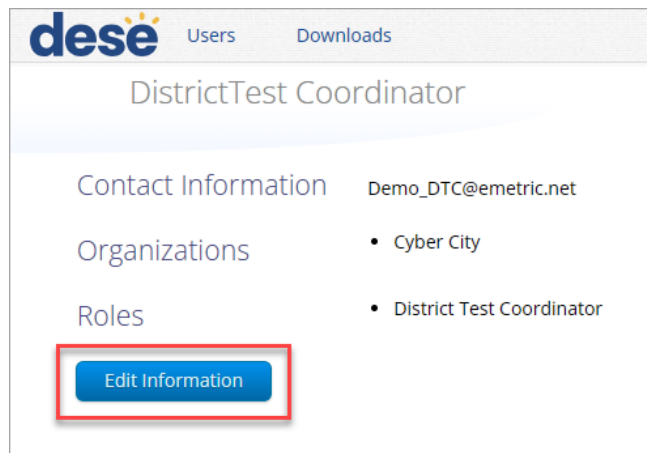 dese Users Downloads
DistrictTest Coordinator
Contact Information Demo_DTC@emetric.net
Organizations • Cyber City
Roles • District Test Coordinator
Edit Information